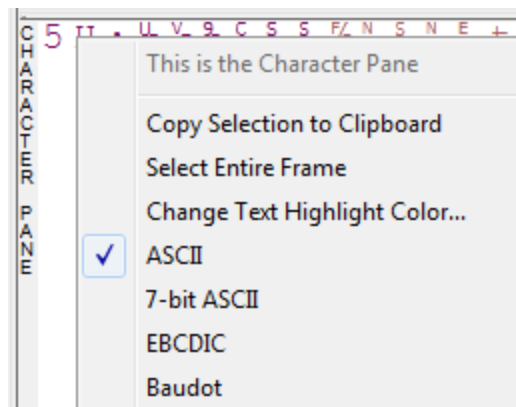 CHARACTER PANE
This is the Character Pane
Copy Selection to Clipboard
Select Entire Frame
Change Text Highlight Color...
ASCII
7-bit ASCII
EBCDIC
Baudot